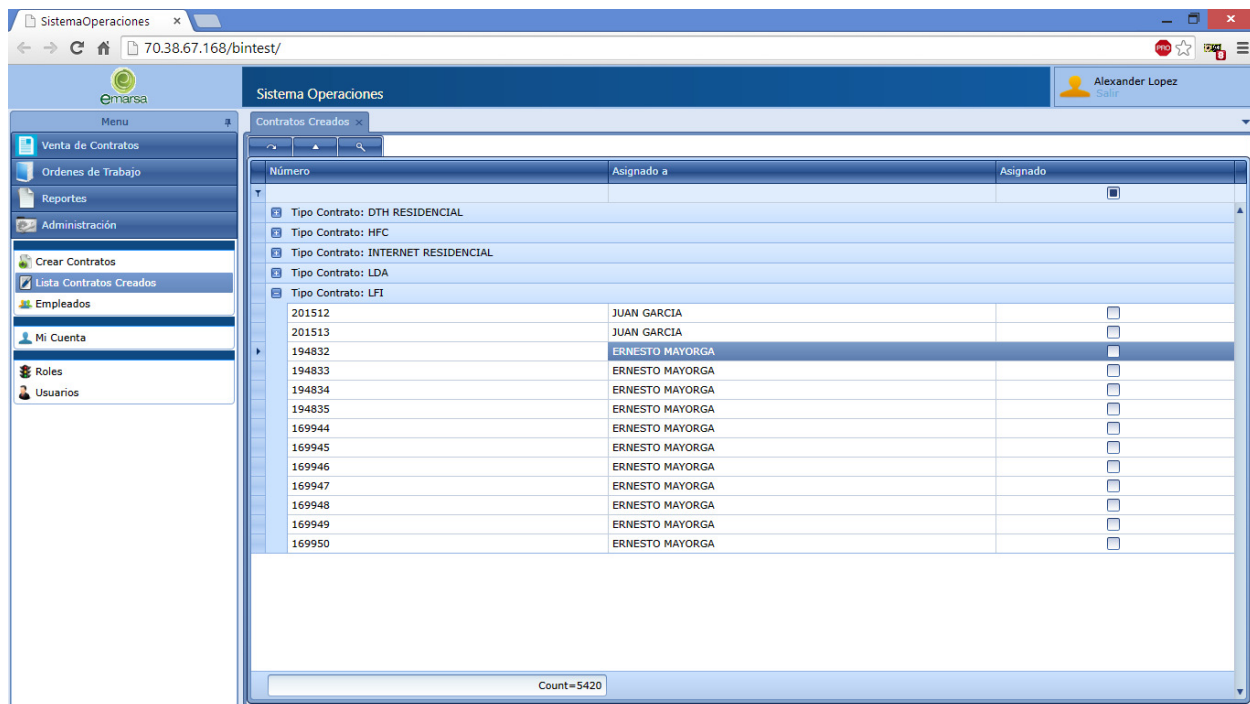 SistemaOperaciones
70.38.67.168/bintest/
PRO
emarsa
Sistema Operaciones
Alexander Lopez
Salir
Menu
Contratos Creados
Venta de Contratos
Ordenes de Trabajo
Reportes
Administración
Crear Contratos
Lista Contratos Creados
Empleados
Mi Cuenta
Roles
Usuarios
Número Asignado a Asignado
Tipo Contrato: DTH RESIDENCIAL
Tipo Contrato: HFC
Tipo Contrato: INTERNET RESIDENCIAL
Tipo Contrato: LDA
Tipo Contrato: LFI
201512 JUAN GARCIA
201513 JUAN GARCIA
194832 ERNESTO MAYORGA
194833 ERNESTO MAYORGA
194834 ERNESTO MAYORGA
194835 ERNESTO MAYORGA
169944 ERNESTO MAYORGA
169945 ERNESTO MAYORGA
169946 ERNESTO MAYORGA
169947 ERNESTO MAYORGA
169948 ERNESTO MAYORGA
169949 ERNESTO MAYORGA
169950 ERNESTO MAYORGA
Count=5420